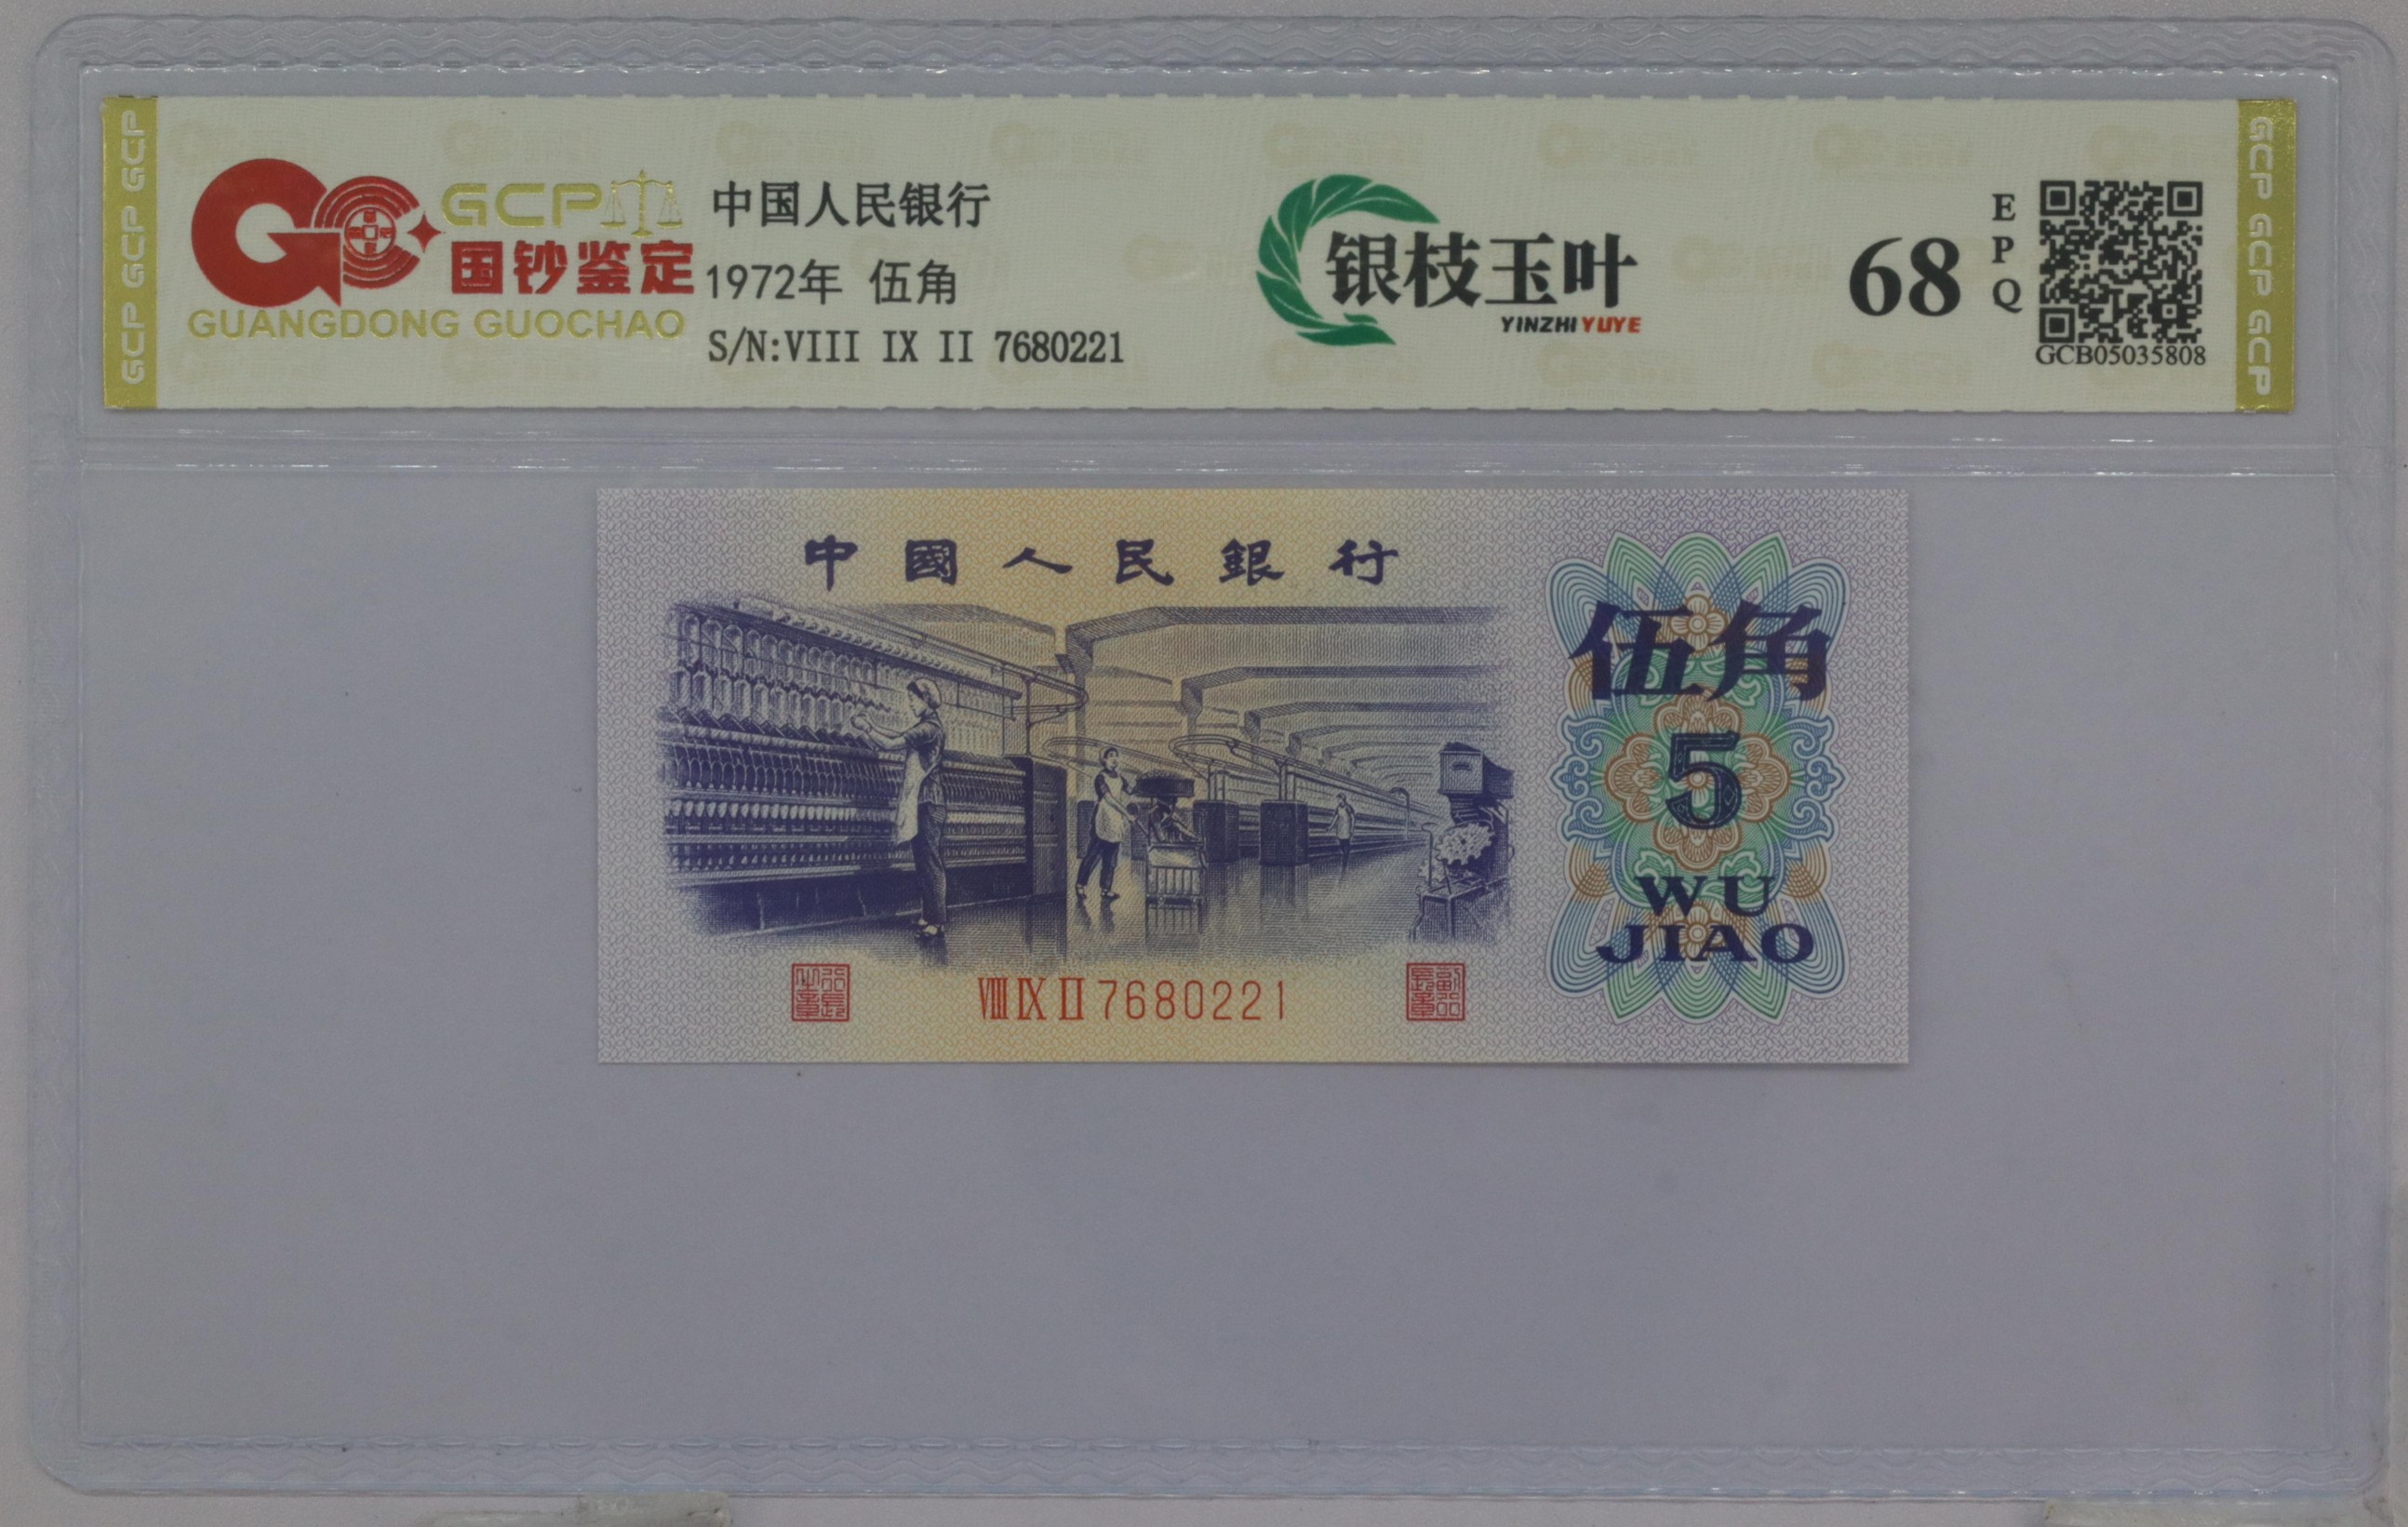 GCP GCP GCP
GCP
国钞鉴定
GUANGDONG GUOCHAO
中国人民银行
1972年 伍角
S/N:VIII IX II 7680221
银枝玉叶
YINZHIYUYE
68
EPQ
GCB05035808
GCP GCP GCP
中國人民銀行
伍角
5
WU
JIAO
VIII IX II 7680221